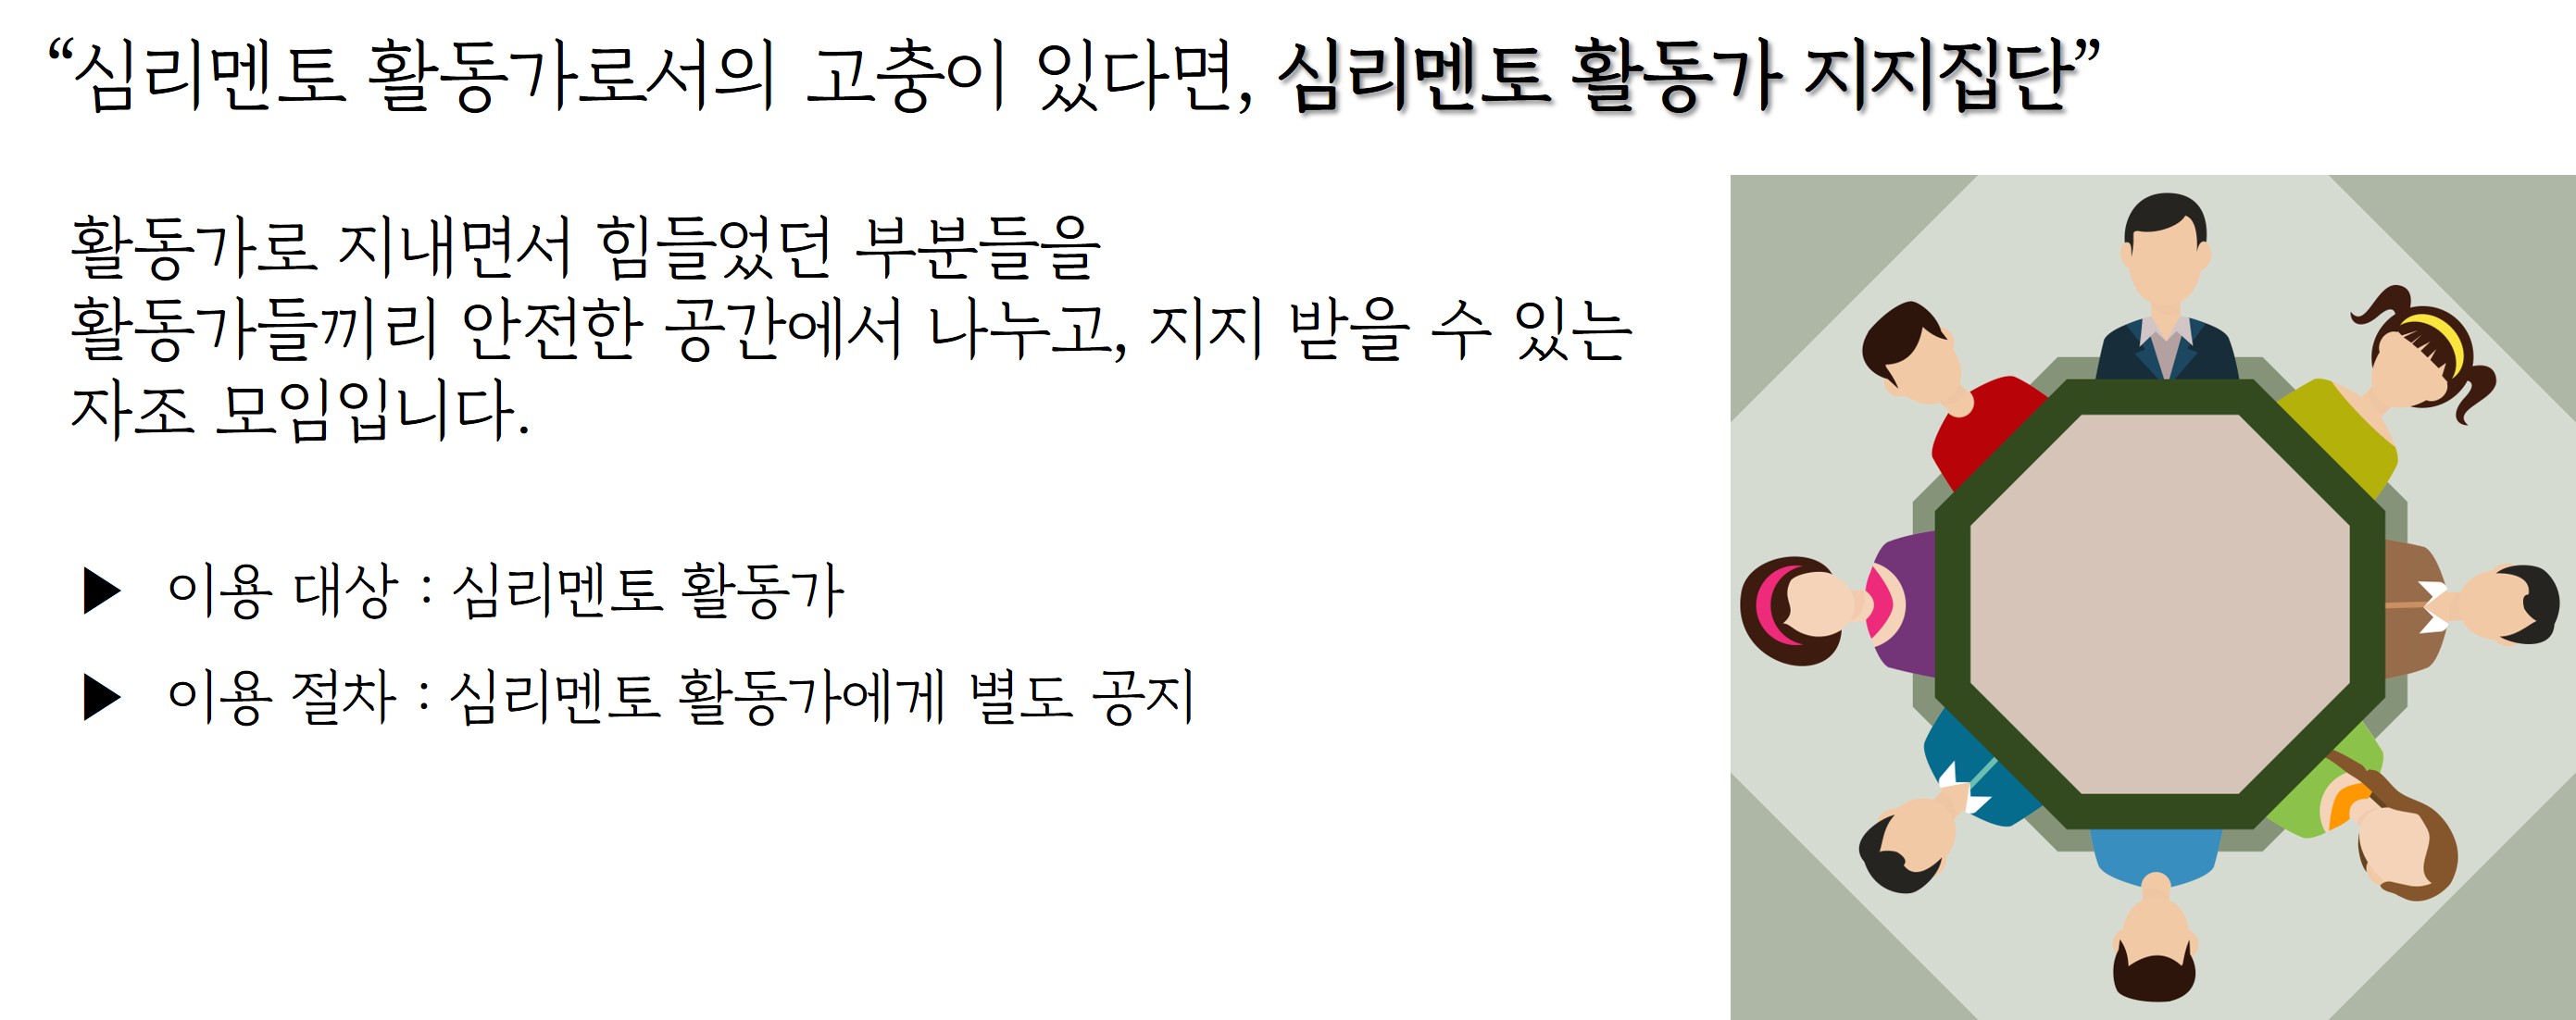 “심리멘토 활동가로서의 고충이 있다면, 심리멘토 활동가 지지집단”
활동가로 지내면서 힘들었던 부분들을
활동가들끼리 안전한 공간에서 나누고, 지지 받을 수 있는
자조 모임입니다.
▶ 이용 대상 : 심리멘토 활동가
▶ 이용 절차 : 심리멘토 활동가에게 별도 공지